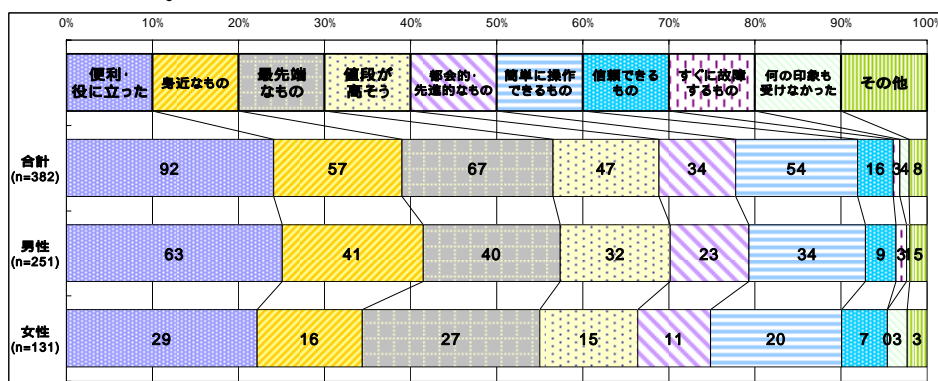 0% 10% 20% 30% 40% 50% 60% 70% 80% 90% 100%
便利・役に立った
身近なもの
最先端なもの
値段が高そう
都会的・先進的なもの
簡単に操作できるもの
信頼できるもの
すぐに故障するもの
何の印象も受けなかった
その他
合計
(n=382)
92 57 67 47 34 54 16 3 4 8
男性
(n=251)
63 41 40 32 23 34 9 3 1 5
女性
(n=131)
29 16 27 15 11 20 7 0 3 3